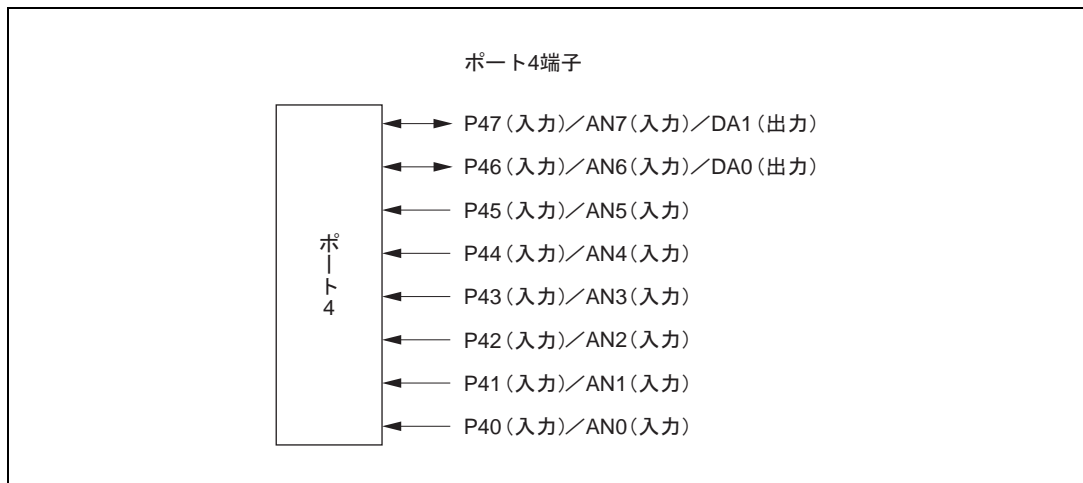 ポート4端子
P47(入力)/AN7(入力)/DA1(出力)
P46(入力)/AN6(入力)/DA0(出力)
P45(入力)/AN5(入力)
P44(入力)/AN4(入力)
P43(入力)/AN3(入力)
P42(入力)/AN2(入力)
P41(入力)/AN1(入力)
P40(入力)/AN0(入力)
ポート4